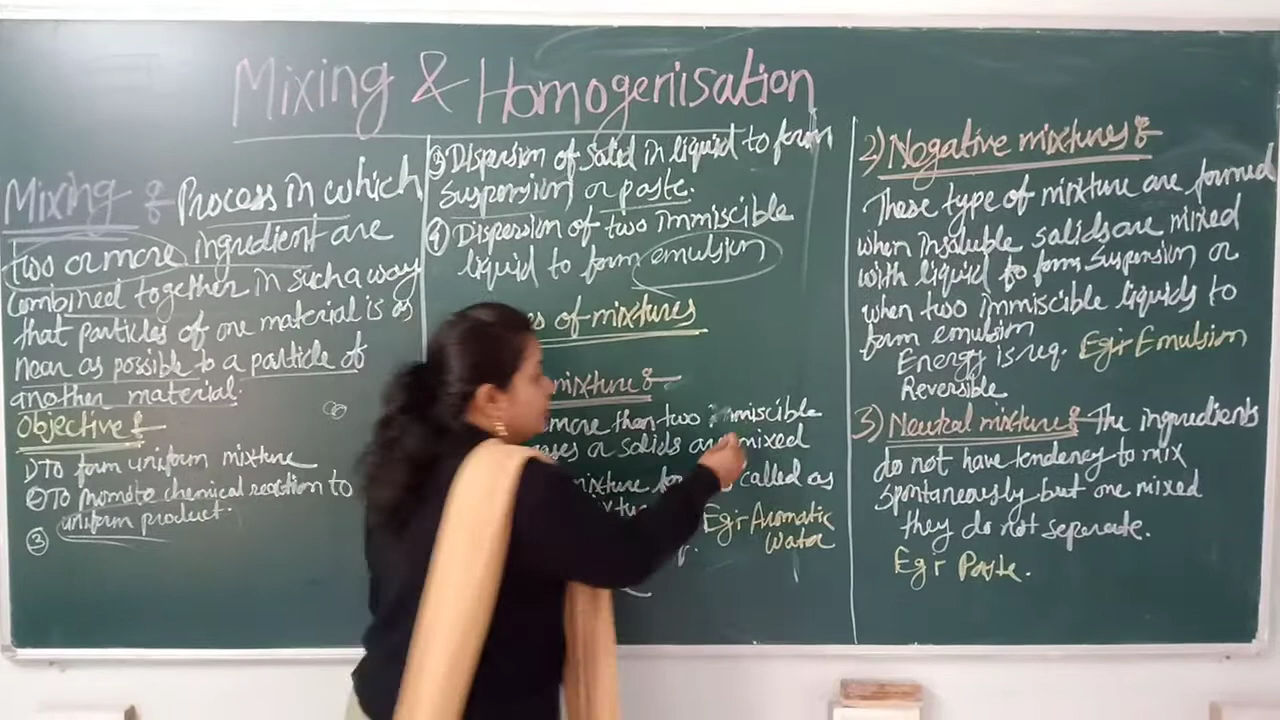 Mixing & Homogenisation
Mixing :- Process in which
two or more ingredient are
combined together in such a way
that particles of one material is as
near as possible to a particle of
another material.
Objective :-
1) To form uniform mixture
② To chemical reaction to
uniform product.
③
③ Dispersion of solid in liquid to form
suspension or paste.
④ Dispersion of two immiscible
liquid to form emulsion
of mixtures
mixture :-
more than two immiscible
or solids are mixed
mixture called as
Eg:- Aromatic
Water
2) Negative mixtures :-
These type of mixture are formed
when insoluble solids are mixed
with liquid to form suspension or
when two immiscible liquids to
form emulsion
Energy is req. Eg:- Emulsion
Reversible
3) Neutral mixture :- The ingredients
do not have tendency to mix
spontaneously but one mixed
they do not separate.
Eg:- Paste.